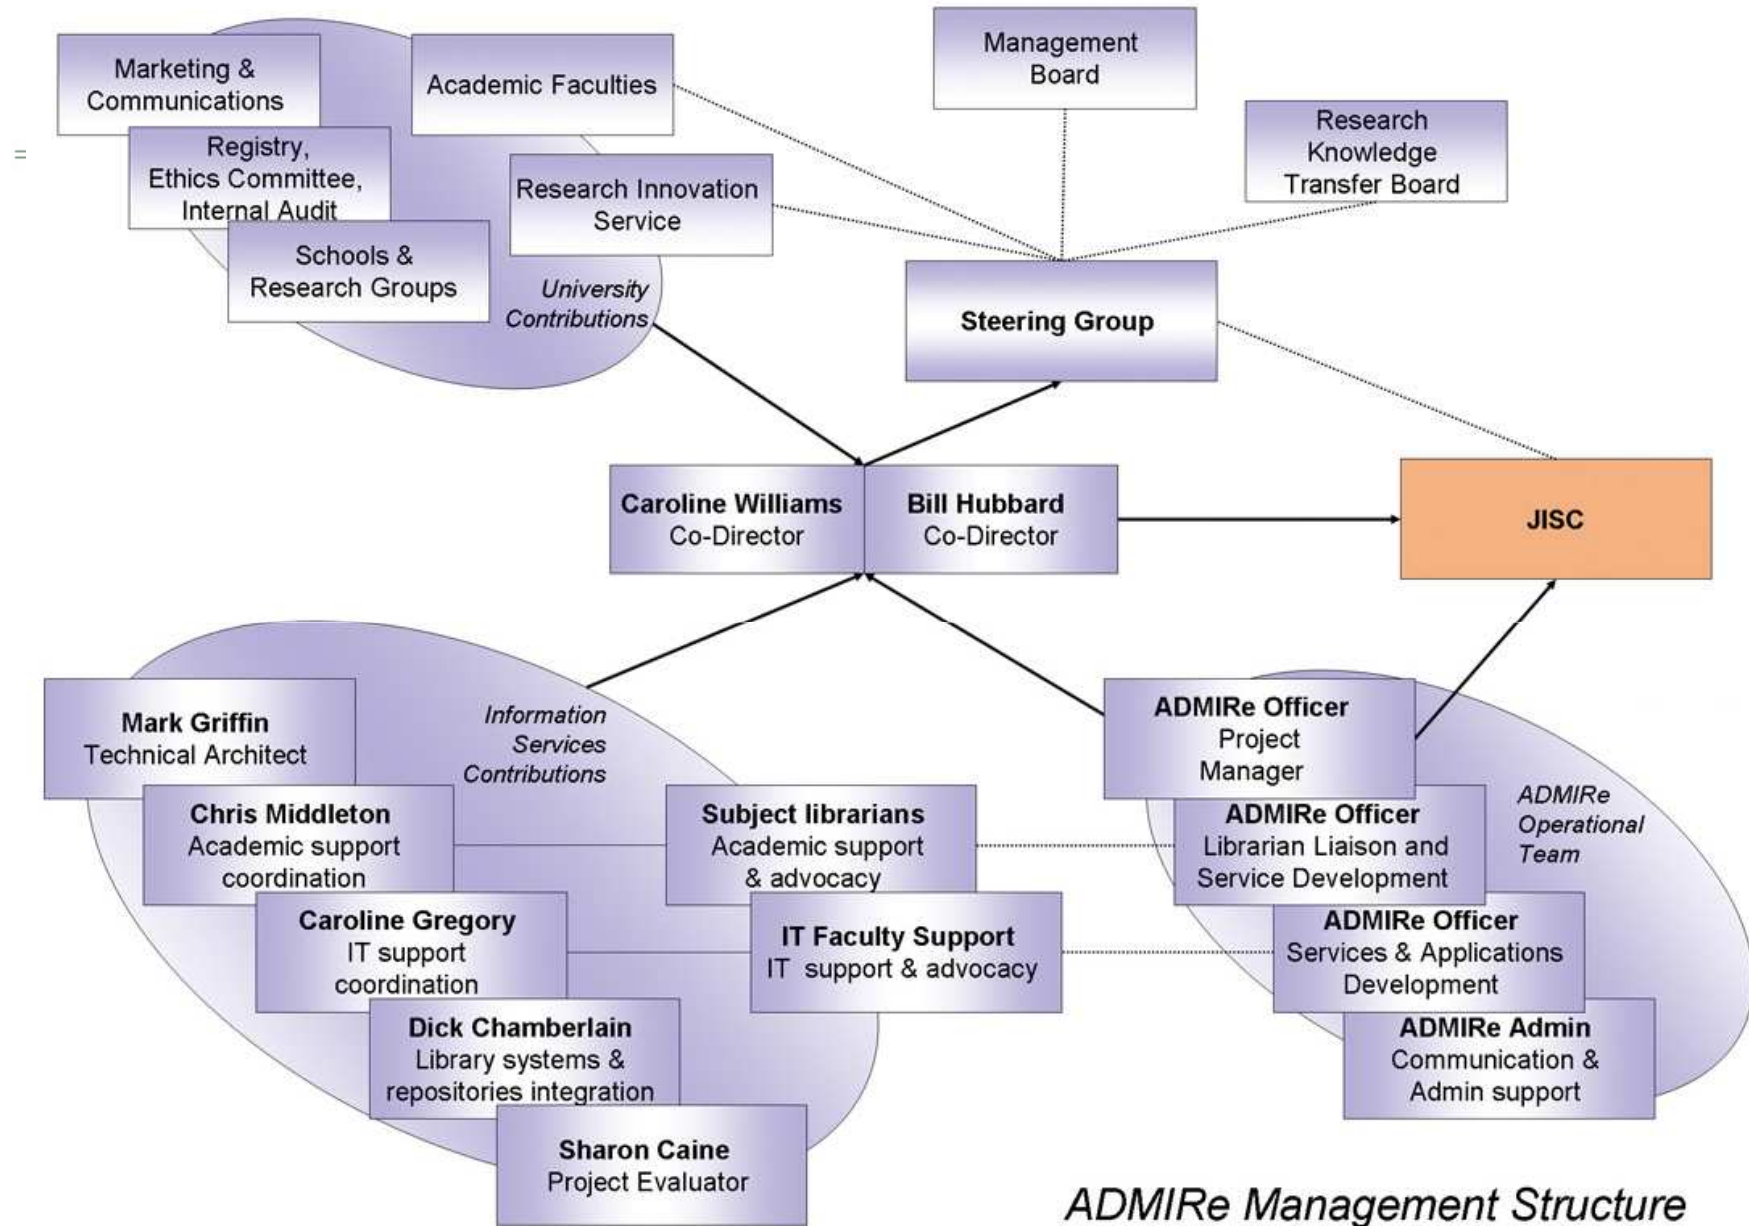 Marketing &
Communications
Registry,
Ethics Committee,
Internal Audit
Schools &
Research Groups
Academic Faculties
Research Innovation
Service
University
Contributions
Management
Board
Research
Knowledge
Transfer Board
Steering Group
Caroline Williams
Co-Director
Bill Hubbard
Co-Director
JISC
Mark Griffin
Technical Architect
Information
Services
Contributions
Chris Middleton
Academic support
coordination
Subject librarians
Academic support
& advocacy
Caroline Gregory
IT support
coordination
IT Faculty Support
IT support & advocacy
Dick Chamberlain
Library systems &
repositories integration
Sharon Caine
Project Evaluator
ADMIRe Officer
Project
Manager
ADMIRe Officer
Librarian Liaison and
Service Development
ADMIRe
Operational
Team
ADMIRe Officer
Services & Applications
Development
ADMIRe Admin
Communication &
Admin support
ADMIRe Management Structure